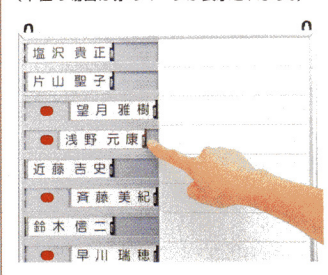 塩沢貴正
片山聖子
望月雅樹
浅野元康
近藤吉史
斉藤美紀
鈴木信二
早川瑞穂